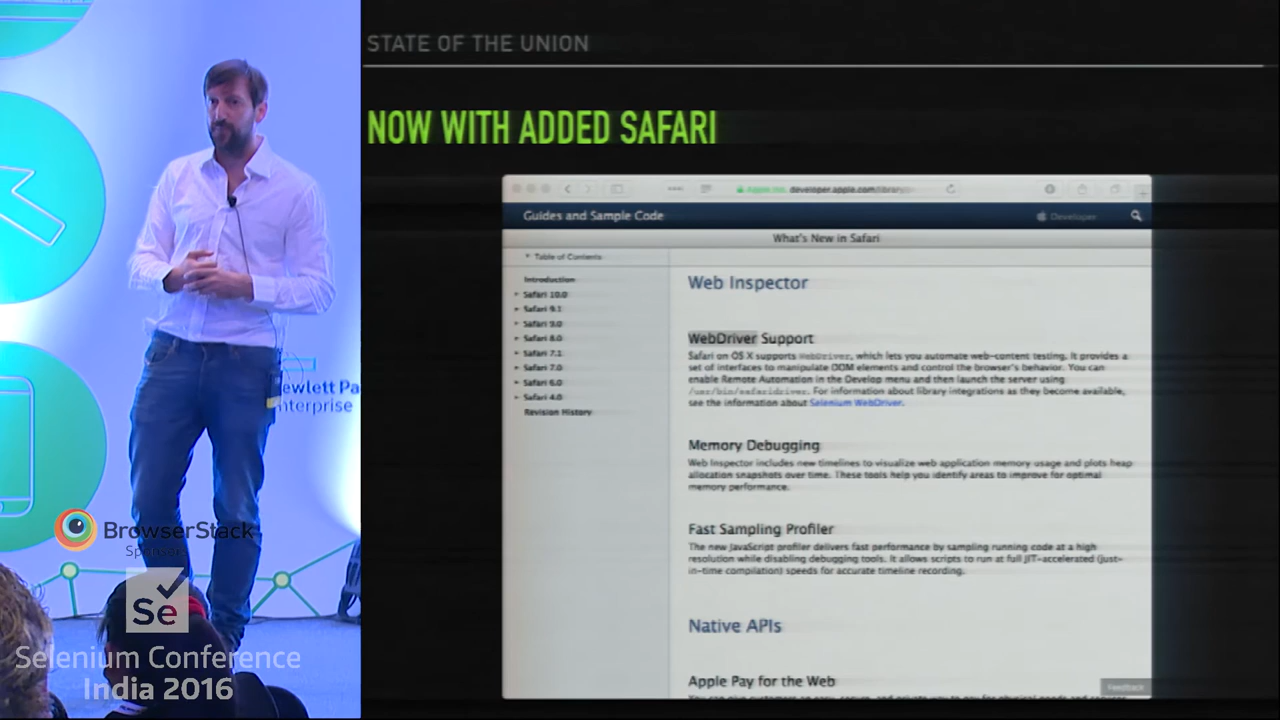 STATE OF THE UNION
NOW WITH ADDED SAFARI
developer.apple.com/library
Guides and Sample Code
Developer
What's New in Safari
Table of Contents
Introduction
Safari 10.0
Safari 9.1
Safari 9.0
Safari 8.0
Safari 7.1
Safari 7.0
Safari 6.0
Safari 4.0
Revision History
Web Inspector
WebDriver Support
Safari on OS X supports WebDriver, which lets you automate web-content testing. It provides a
set of interfaces to manipulate DOM elements and control the browser's behavior. You can
enable Remote Automation in the Develop menu and then launch the server using
/usr/bin/safaridriver. For information about library integrations as they become available,
see the information about Selenium WebDriver.
Memory Debugging
Web Inspector includes new timelines to visualize web application memory usage and plots heap
allocation snapshots over time. These tools help you identify areas to improve for optimal
memory performance.
Fast Sampling Profiler
The new JavaScript profiler delivers fast performance by sampling running code at a high
resolution while disabling debugging tools. It allows scripts to run at full JIT-accelerated (just-
in-time compilation) speeds for accurate timeline recording.
Native APIs
Apple Pay for the Web
Feedback
ewlett Pa
nterprise
BrowserStack
Sponsors
Se
Selenium Conference
India 2016